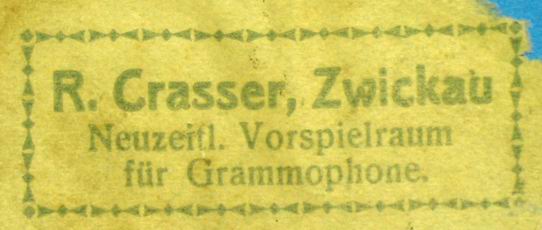 R. Crasser, Zwickau
Neuzeitl. Vorspielraum
für Grammophone.